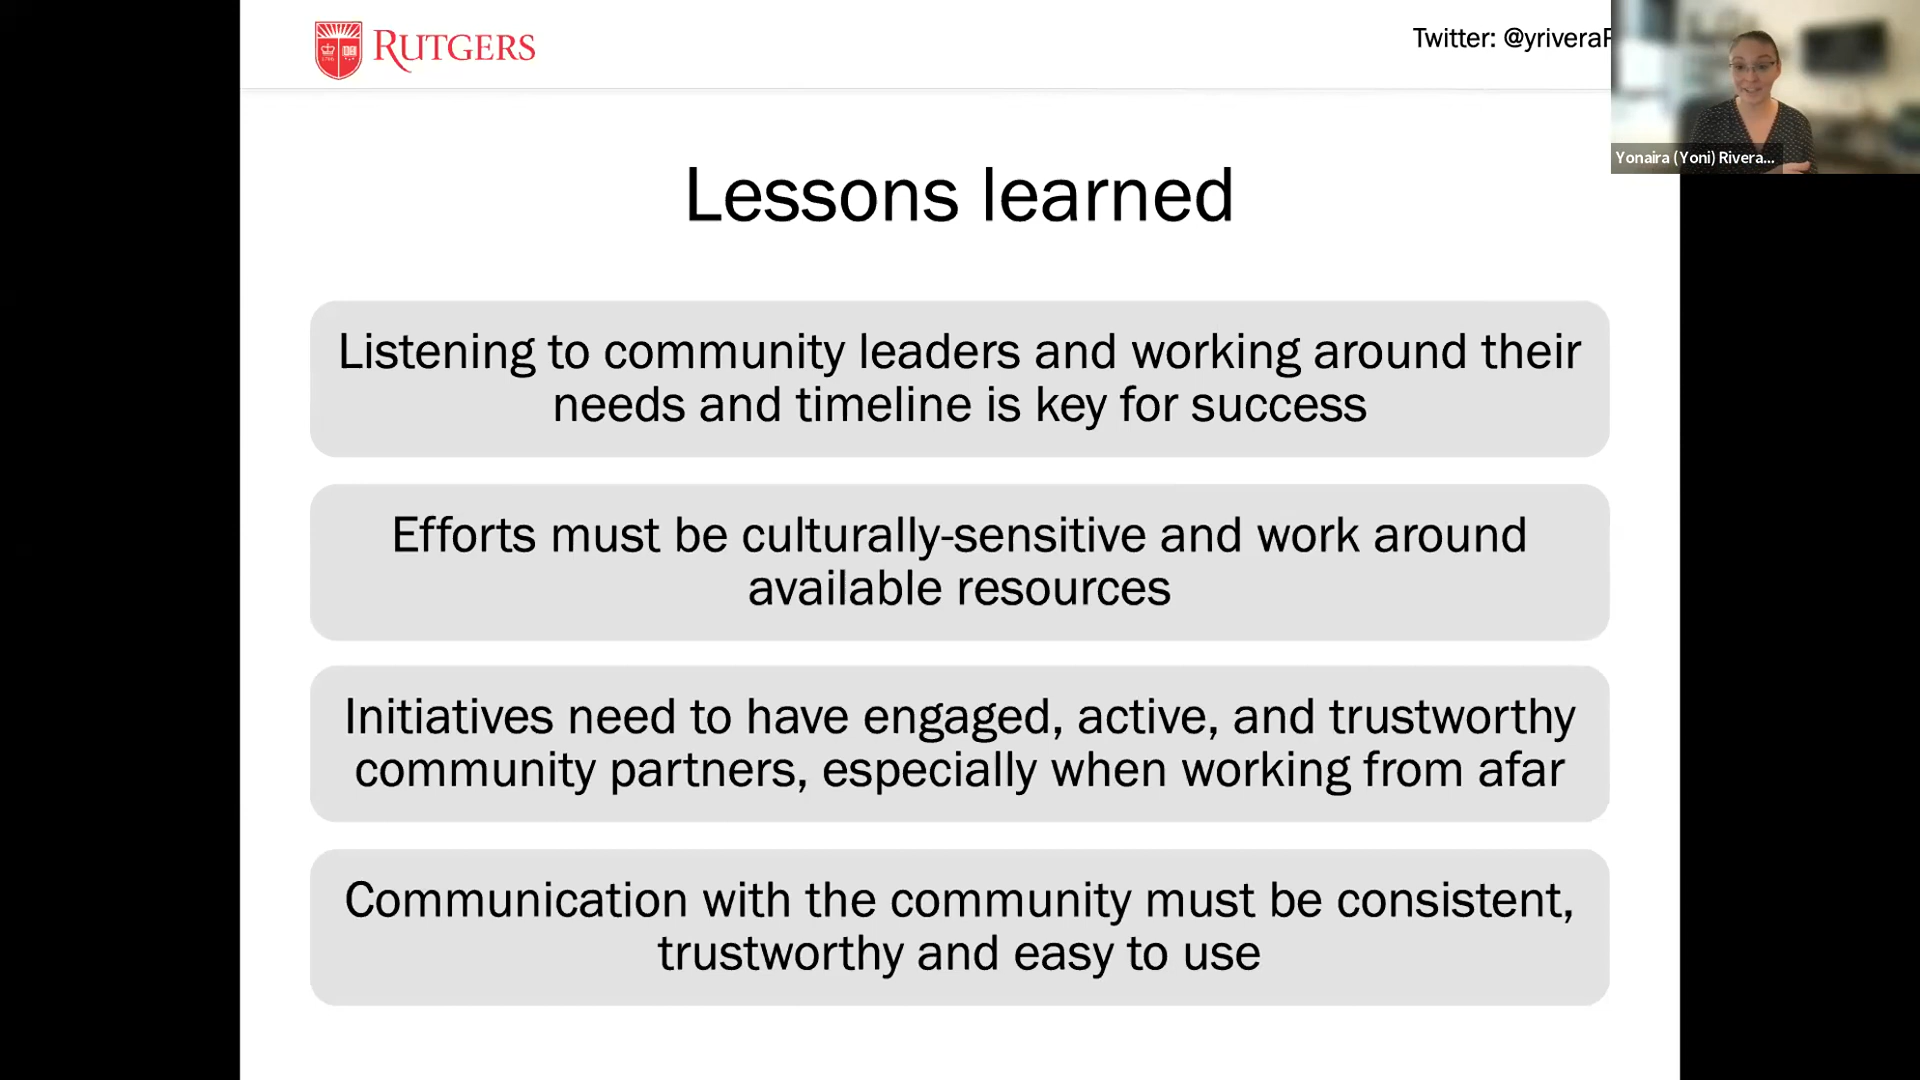 RUTGERS
Twitter: @yrivera
Yonaira (Yoni) Rivera...
Lessons learned
Listening to community leaders and working around their
needs and timeline is key for success
Efforts must be culturally-sensitive and work around
available resources
Initiatives need to have engaged, active, and trustworthy
community partners, especially when working from afar
Communication with the community must be consistent,
trustworthy and easy to use